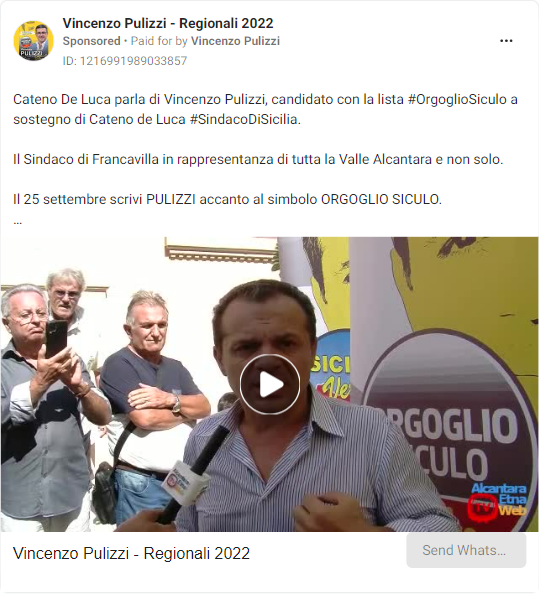 Vincenzo Pulizzi - Regionali 2022
Sponsored • Paid for by Vincenzo Pulizzi
ID: 1216991989033857
Cateno De Luca parla di Vincenzo Pulizzi, candidato con la lista #OrgoglioSiculo a
sostegno di Cateno de Luca #SindacoDiSicilia.
Il Sindaco di Francavilla in rappresentanza di tutta la Valle Alcantara e non solo.
Il 25 settembre scrivi PULIZZI accanto al simbolo ORGOGLIO SICULO.
...
SICI
ORGOGLIO
SICULO
Alcantara
Etna
TV Web
Vincenzo Pulizzi - Regionali 2022
Send Whats...